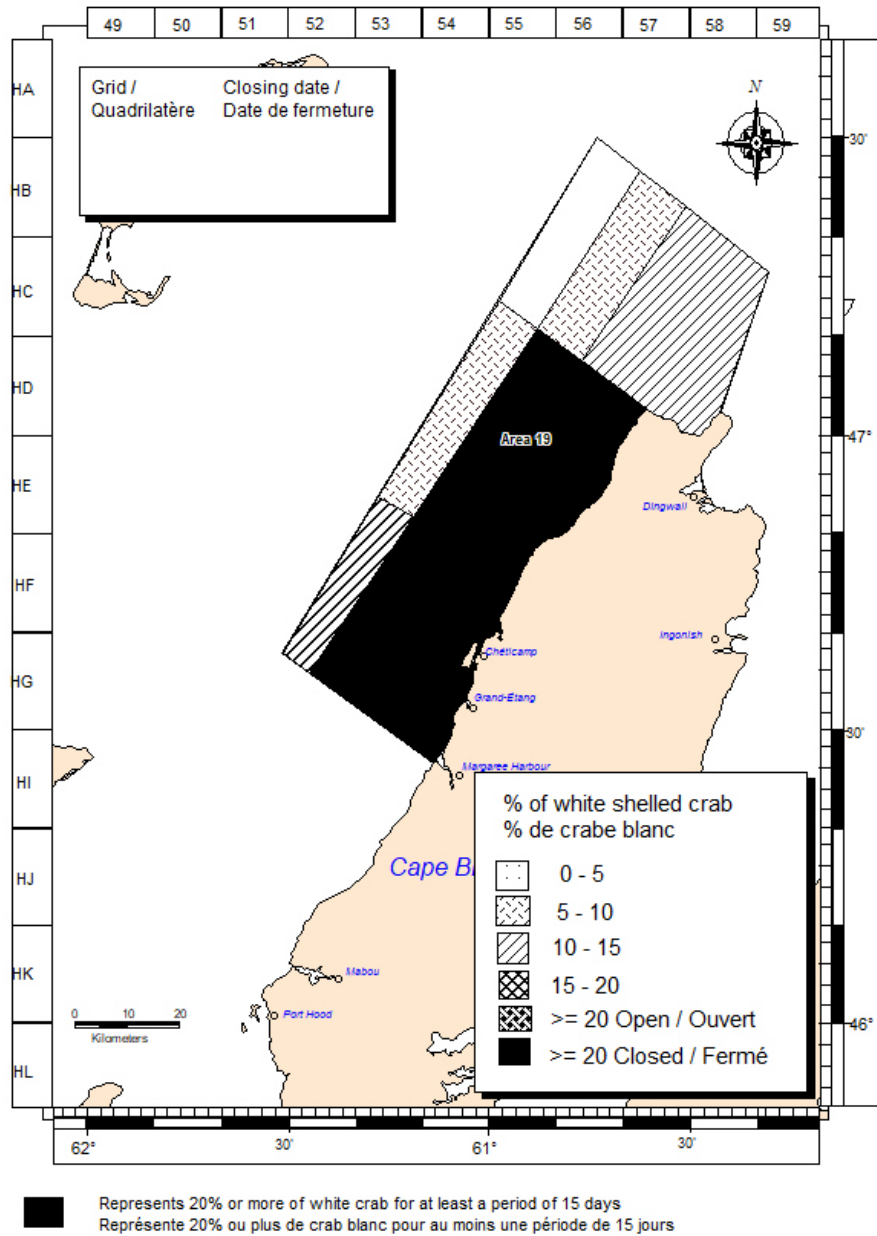 49 50 51 52 53 54 55 56 57 58 59
HA
Grid / Closing date /
Quadrilatère Date de fermeture
N
30'
HB
HC
HD
Area 19
47°
HE
Dingwall
HF
Ingonish
HG
Chéticamp
Grand-Étang
30'
HI
Margaree Harbour
% of white shelled crab
% de crabe blanc
HJ
Cape B
0 - 5
5 - 10
10 - 15
15 - 20
>= 20 Open / Ouvert
>= 20 Closed / Fermé
HK
Mabou
Port Hood
0 10 20
Kilometers
46°
HL
62° 30' 61° 30'
Represents 20% or more of white crab for at least a period of 15 days
Représente 20% ou plus de crab blanc pour au moins une période de 15 jours